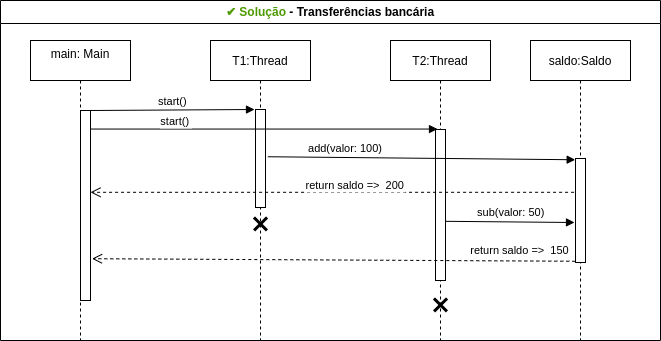 ✔ Solução - Transferências bancária
main: Main
T1:Thread
T2:Thread
saldo:Saldo
start()
start()
add(valor: 100)
return saldo => 200
sub(valor: 50)
return saldo => 150